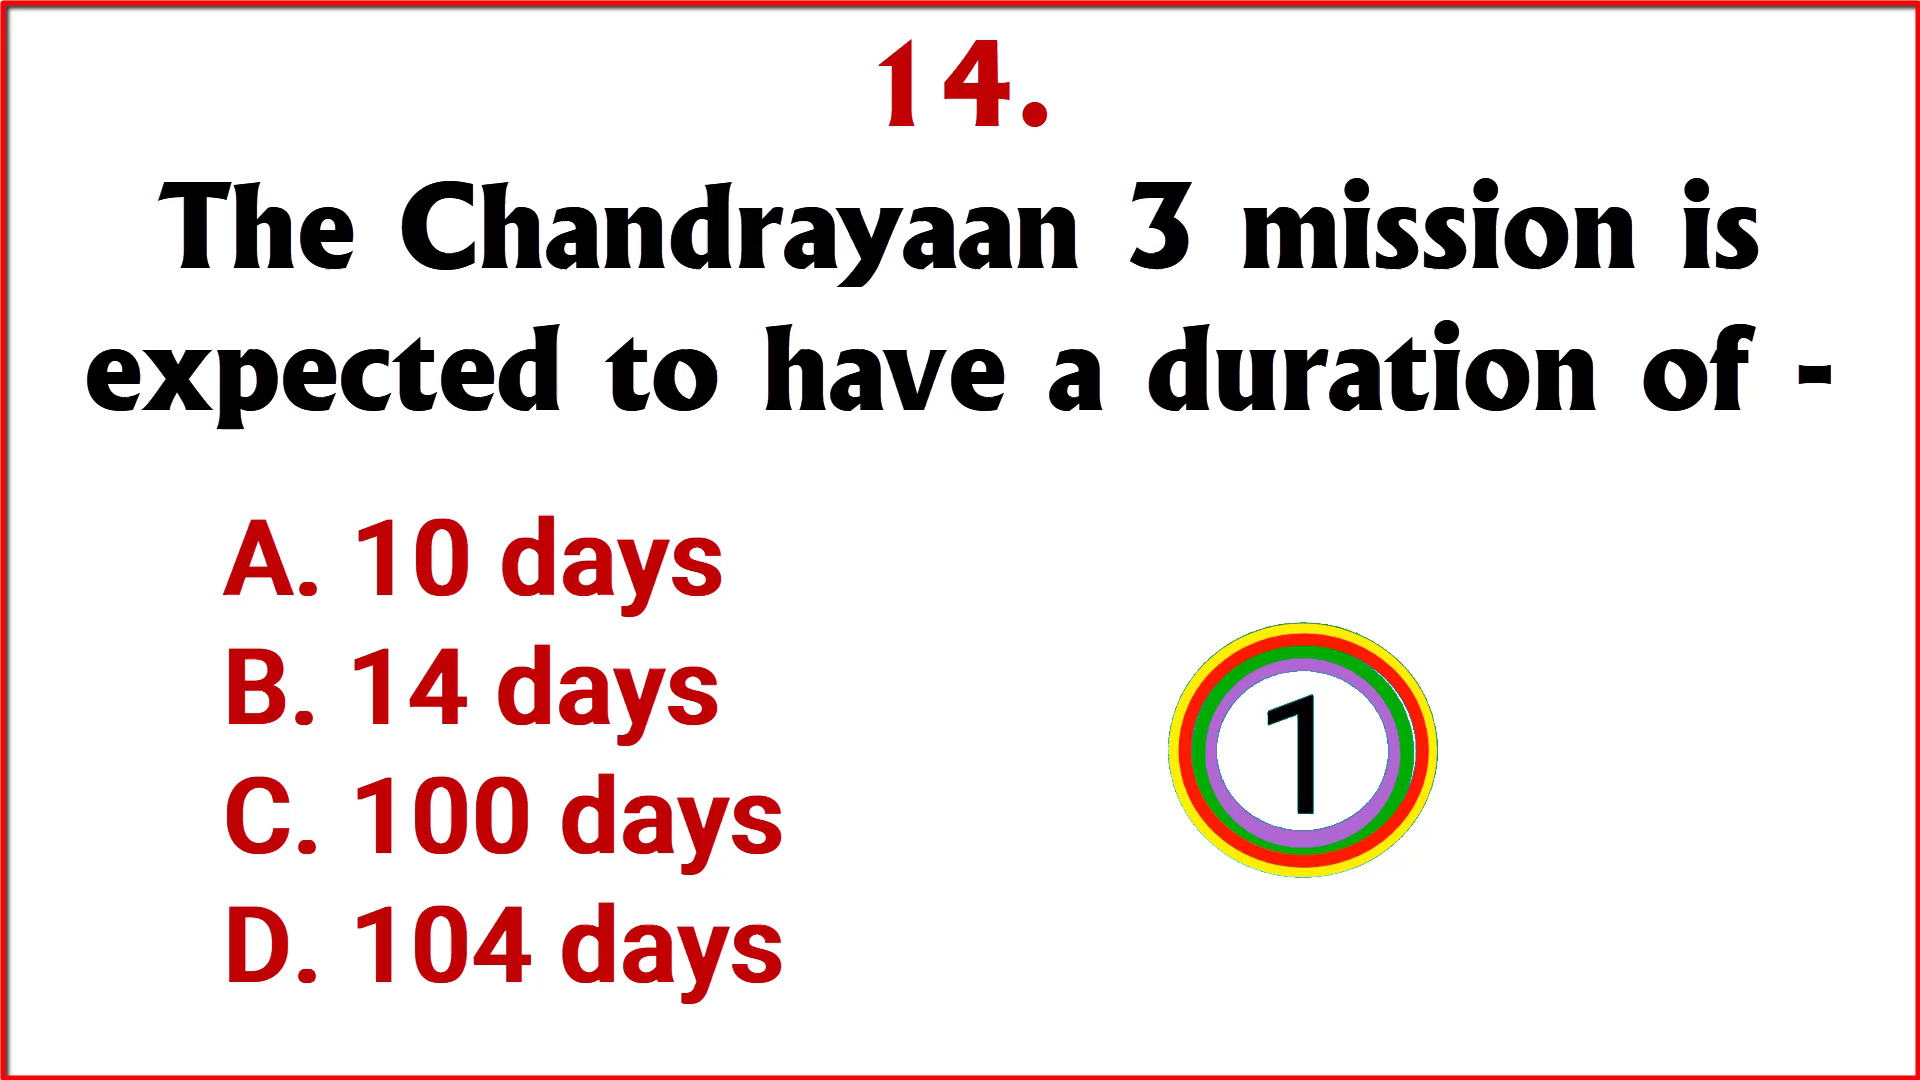 14.
The Chandrayaan 3 mission is
expected to have a duration of -
A. 10 days
B. 14 days
1
C. 100 days
D. 104 days